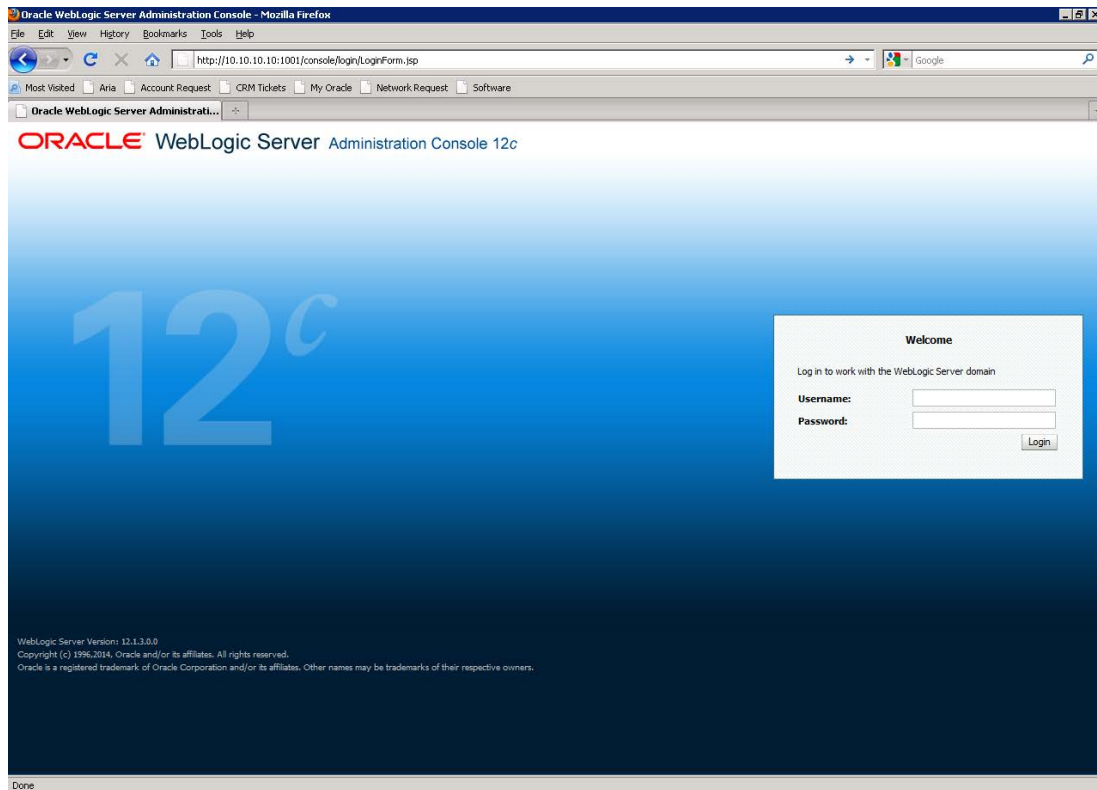 Oracle WebLogic Server Administration Console - Mozilla Firefox
File Edit View History Bookmarks Tools Help
http://10.10.10.10:1001/console/login/LoginForm.jsp Google
Most Visited Aria Account Request CRM Tickets My Oracle Network Request Software
Oracle WebLogic Server Administrati...
ORACLE WebLogic Server Administration Console 12c
12c
Welcome
Log in to work with the WebLogic Server domain
Username:
Password:
Login
WebLogic Server Version: 12.1.3.0.0
Copyright (c) 1996,2014, Oracle and/or its affiliates. All rights reserved.
Oracle is a registered trademark of Oracle Corporation and/or its affiliates. Other names may be trademarks of their respective owners.
Done